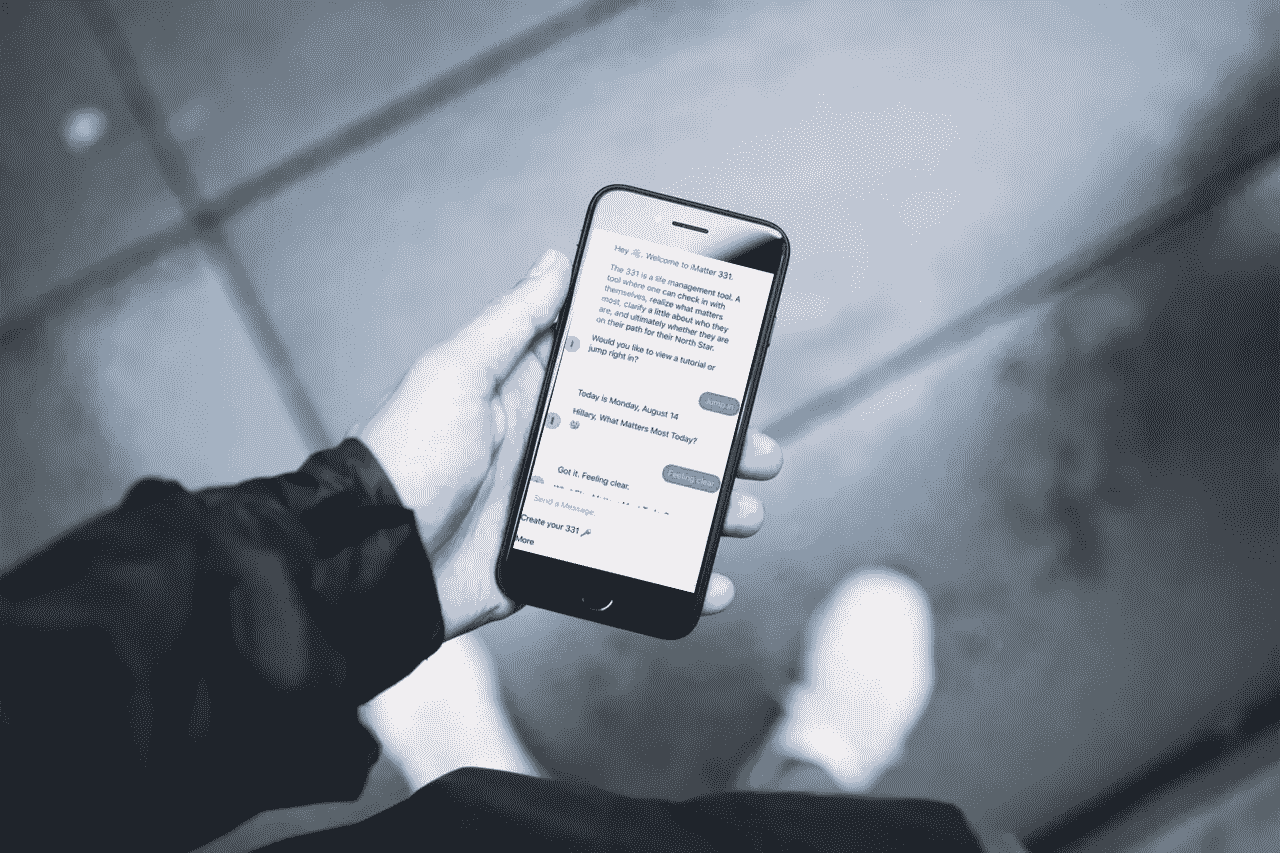 Hey 👋. Welcome to iMatter 331.
The 331 is a life management tool. A
tool where one can check in with
themselves, realize what matters
most, clarify a little about who they
are, and ultimately whether they are
on their path for their North Star.
Would you like to view a tutorial or
jump right in?
Jump in
Today is Monday, August 14
Hillary, What Matters Most Today?
Feeling clear
Got it. Feeling clear.
Send a Message.
Create your 331
More